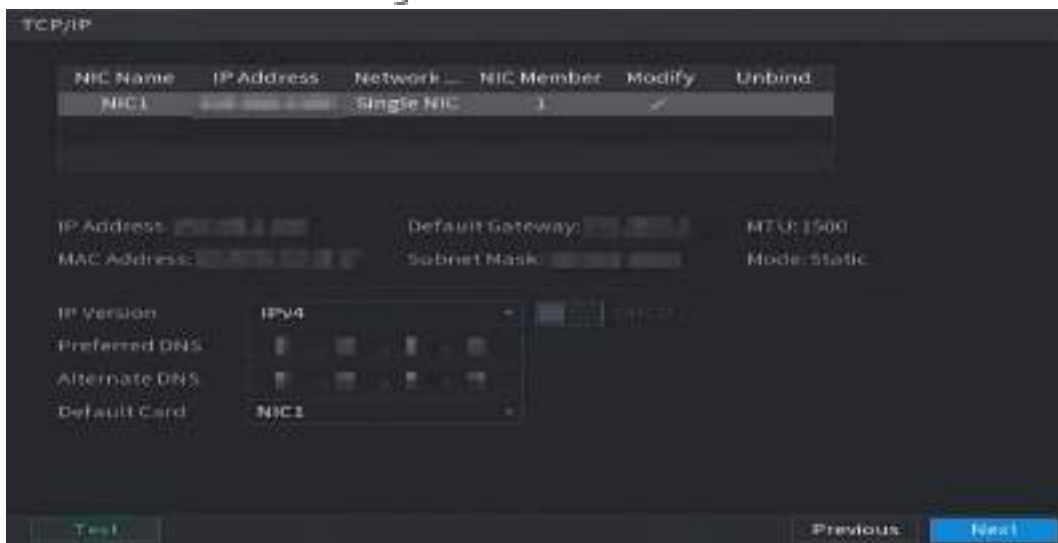 TCP/IP
NIC Name IP Address Network ... NIC Member Modify Unbind
NIC1 Single NIC 1
IP Address: Default Gateway: MTU: 1500
MAC Address: Subnet Mask: Mode: Static
IP Version IPv4 DHCP
Preferred DNS
Alternate DNS
Default Card NIC1
Test Previous Next